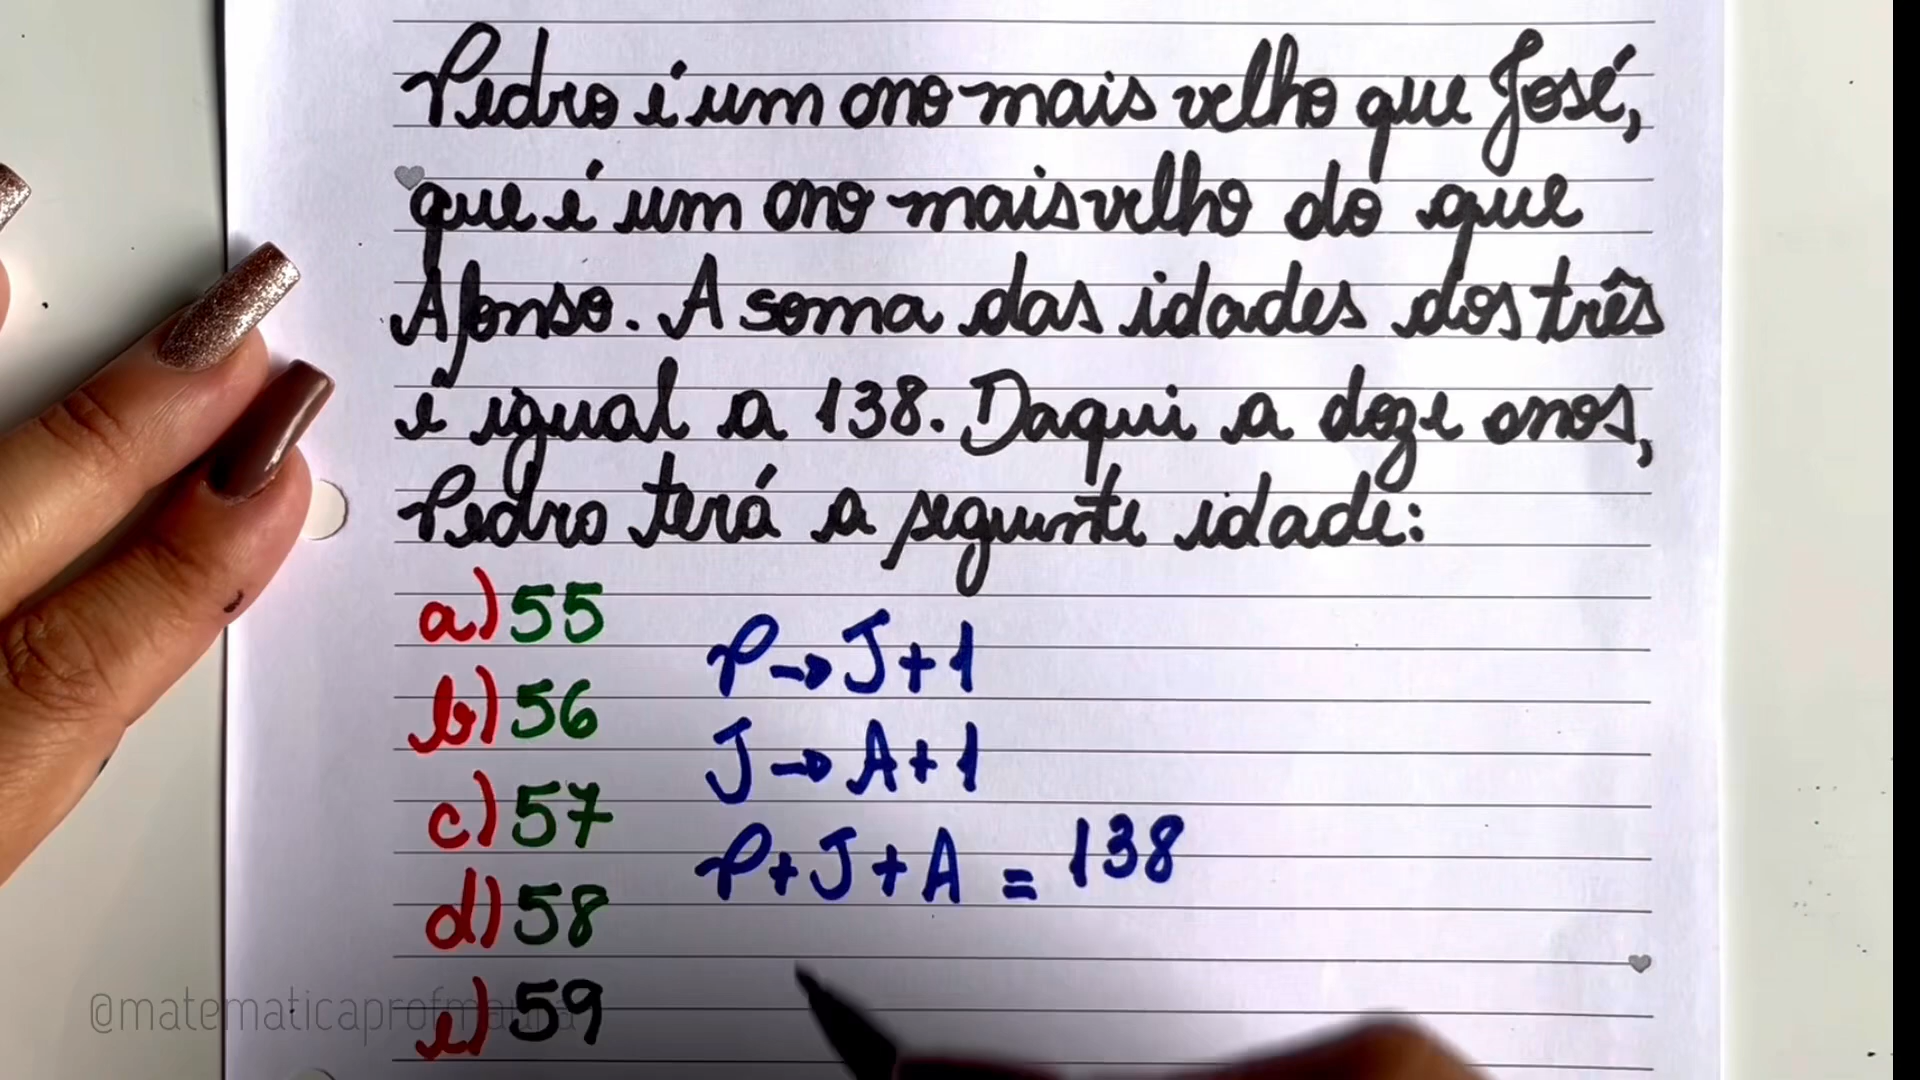 Pedro é um ano mais velho que José,
que é um ano mais velho do que
Afonso. A soma das idades dos três
é igual a 138. Daqui a doze anos,
Pedro terá a seguinte idade:
a) 55
b) 56
c) 57
d) 58
e) 59
P→J+1
J→A+1
P+J+A = 138